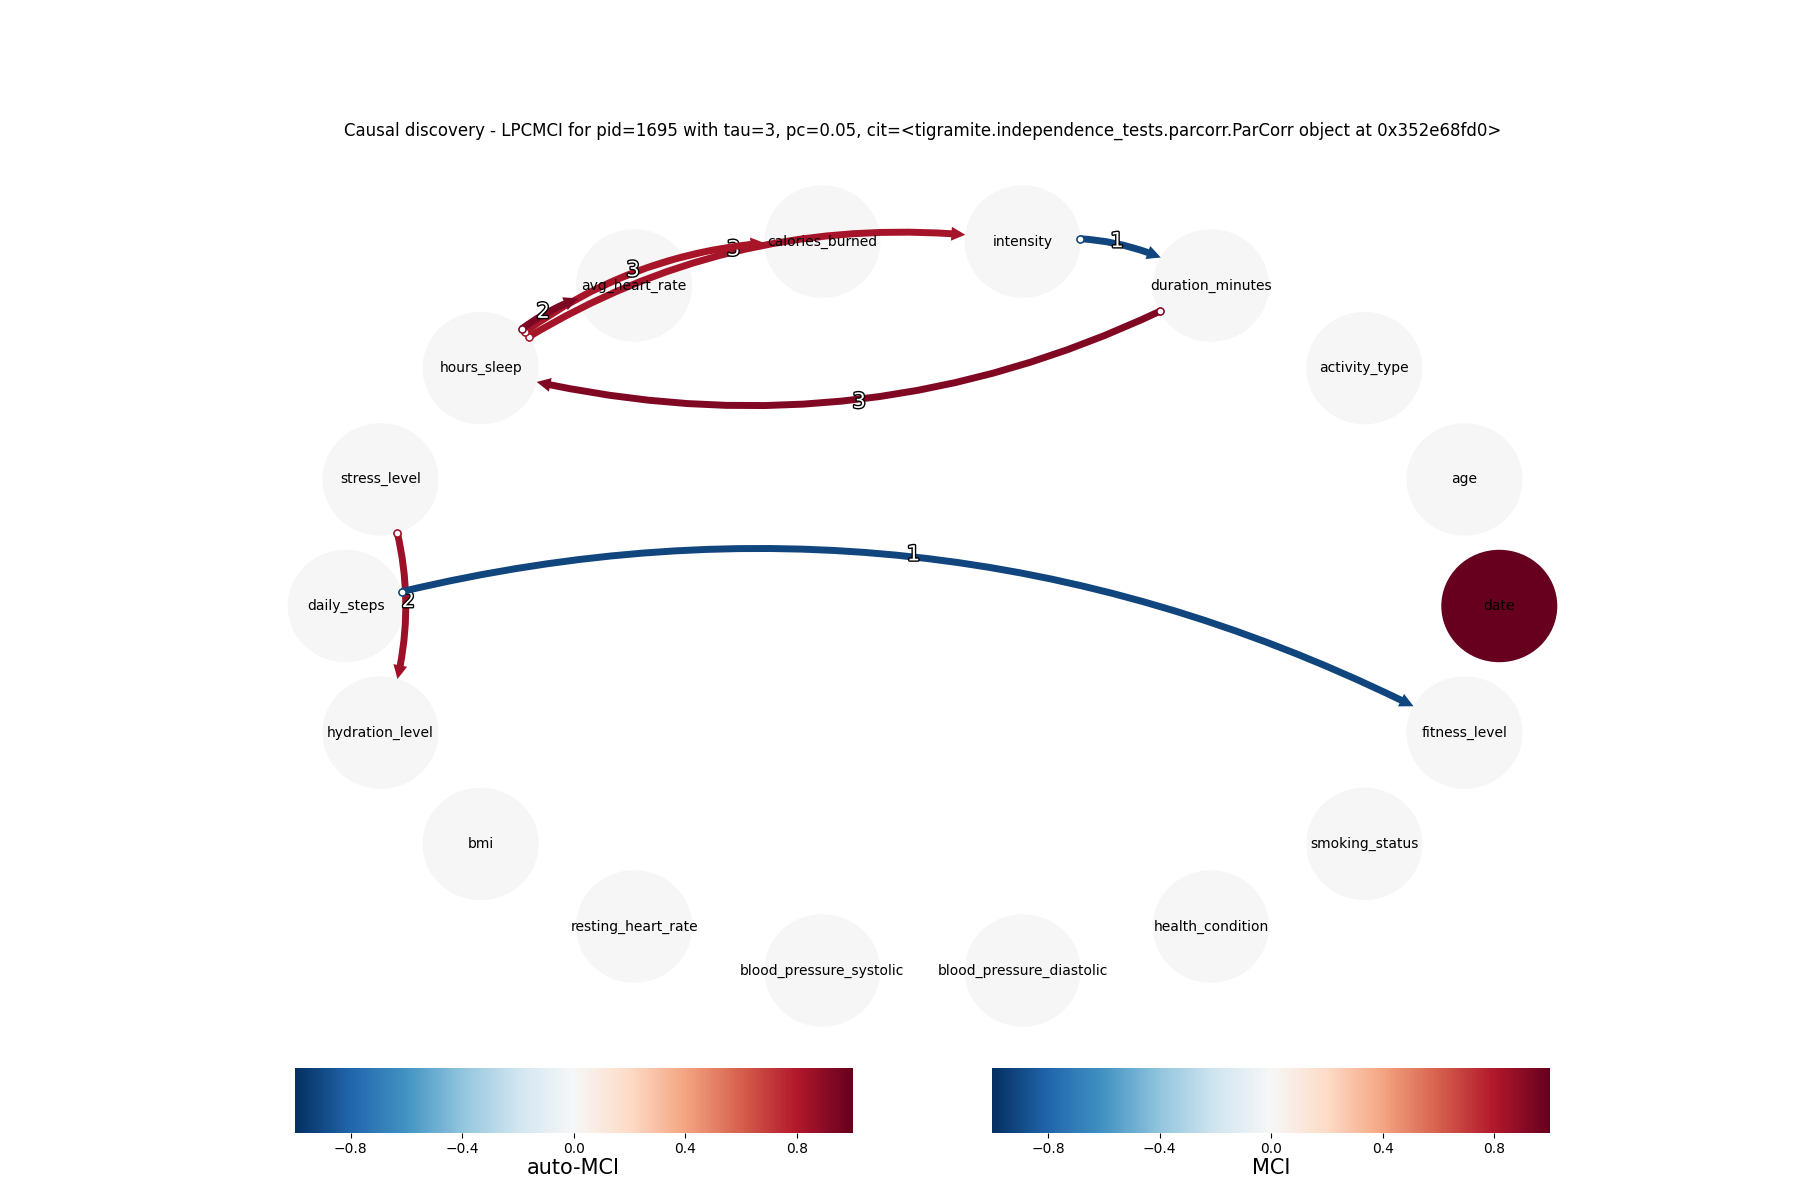 Causal discovery - LPCMCI for pid=1695 with tau=3, pc=0.05, cit=<tigramite.independence_tests.parcorr.ParCorr object at 0x352e68fd0>
calories_burned
intensity
1
3
3
avg_heart_rate
duration_minutes
2
hours_sleep
activity_type
3
stress_level
age
1
2
daily_steps
date
hydration_level
fitness_level
bmi
smoking_status
resting_heart_rate
health_condition
blood_pressure_systolic
blood_pressure_diastolic
−0.8 −0.4 0.0 0.4 0.8
auto-MCI
−0.8 −0.4 0.0 0.4 0.8
MCI